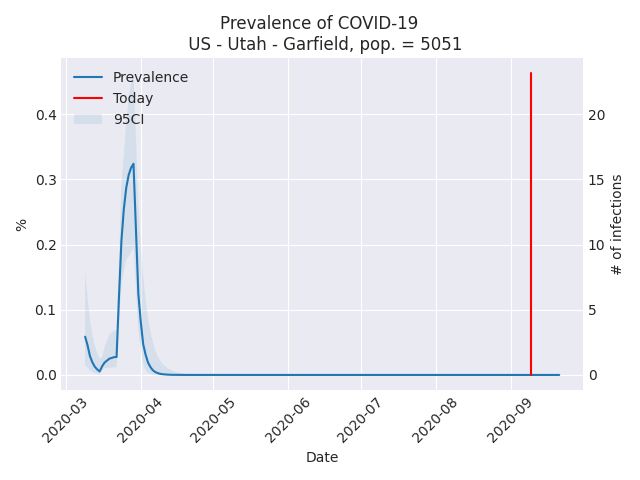 Prevalence of COVID-19
US - Utah - Garfield, pop. = 5051
Prevalence
Today
95CI
%
0.4
0.3
0.2
0.1
0.0
# of infections
20
15
10
5
0
2020-03
2020-04
2020-05
2020-06
2020-07
2020-08
2020-09
Date